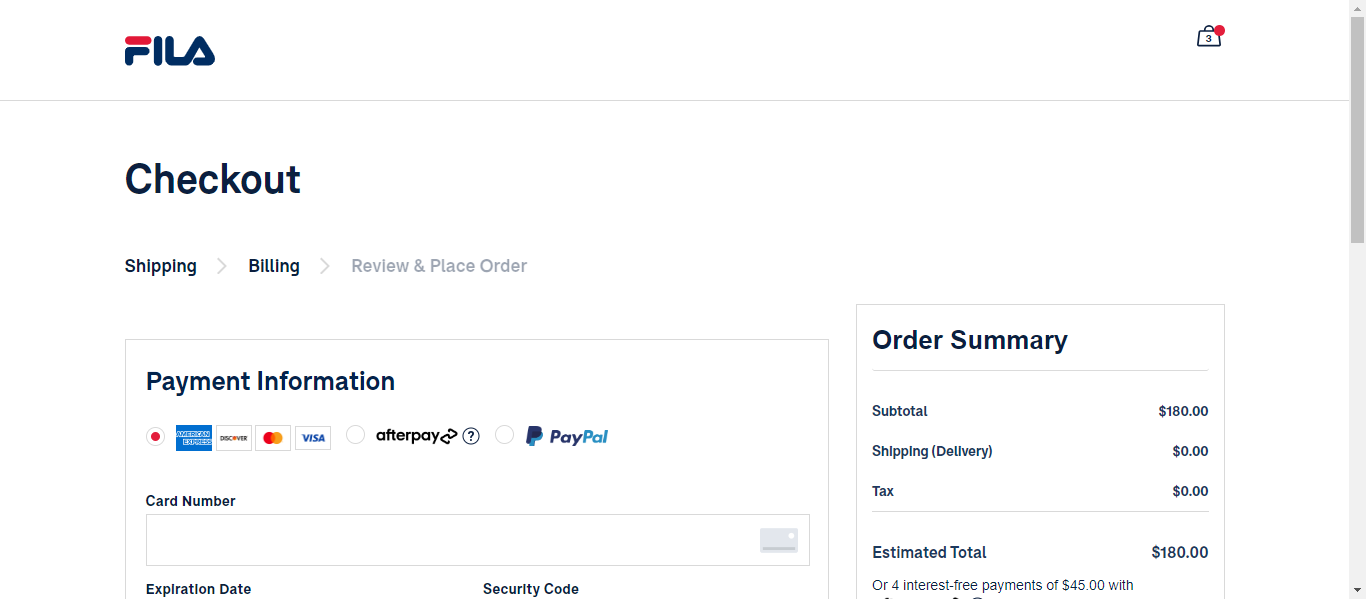 FILA
3
Checkout
Shipping
Billing
Review & Place Order
Payment Information
AMERICAN
EXPRESS
DISCOVER
VISA
afterpay
?
PayPal
Card Number
Expiration Date
Security Code
Order Summary
Subtotal $180.00
Shipping (Delivery) $0.00
Tax $0.00
Estimated Total $180.00
Or 4 interest-free payments of $45.00 with